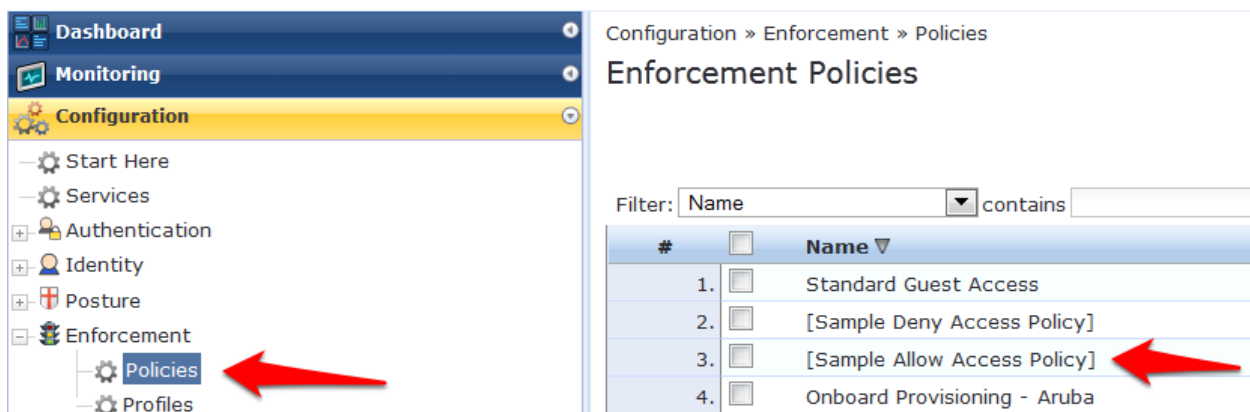 Dashboard
Monitoring
Configuration
Start Here
Services
Authentication
Identity
Posture
Enforcement
Policies
Profiles
Configuration » Enforcement » Policies
Enforcement Policies
Filter: Name contains
# Name
1. Standard Guest Access
2. [Sample Deny Access Policy]
3. [Sample Allow Access Policy]
4. Onboard Provisioning - Aruba